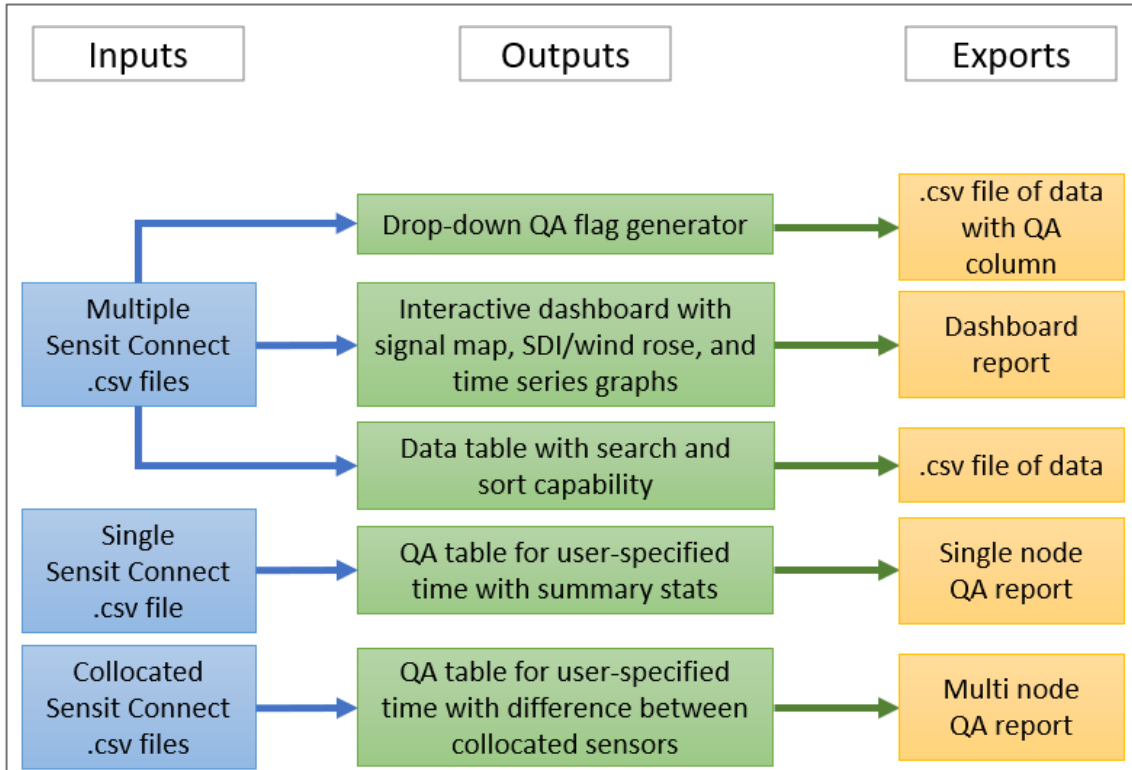 Inputs
Outputs
Exports
Drop-down QA flag generator
.csv file of data
with QA
column
Multiple
Sensit Connect
.csv files
Interactive dashboard with
signal map, SDI/wind rose, and
time series graphs
Dashboard
report
Data table with search and
sort capability
.csv file of data
Single
Sensit Connect
.csv file
QA table for user-specified
time with summary stats
Single node
QA report
Collocated
Sensit Connect
.csv files
QA table for user-specified
time with difference between
collocated sensors
Multi node
QA report